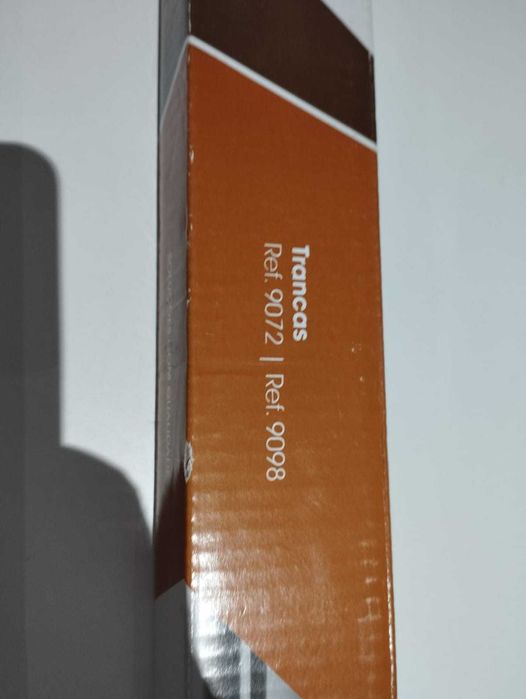 Trancas
Ref. 9072 | Ref. 9098